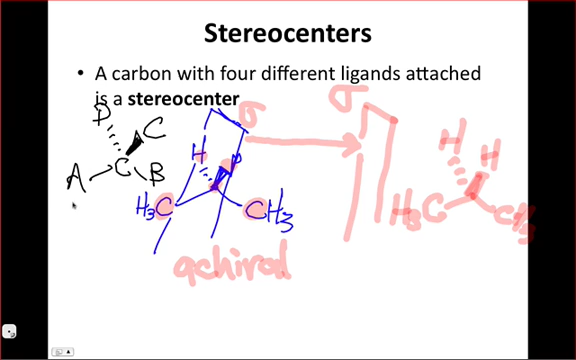 Stereocenters
• A carbon with four different ligands attached
is a stereocenter
D
C
A C B
σ
H
H₃C CH₃
achiral
σ
H H
H₃C CH₃